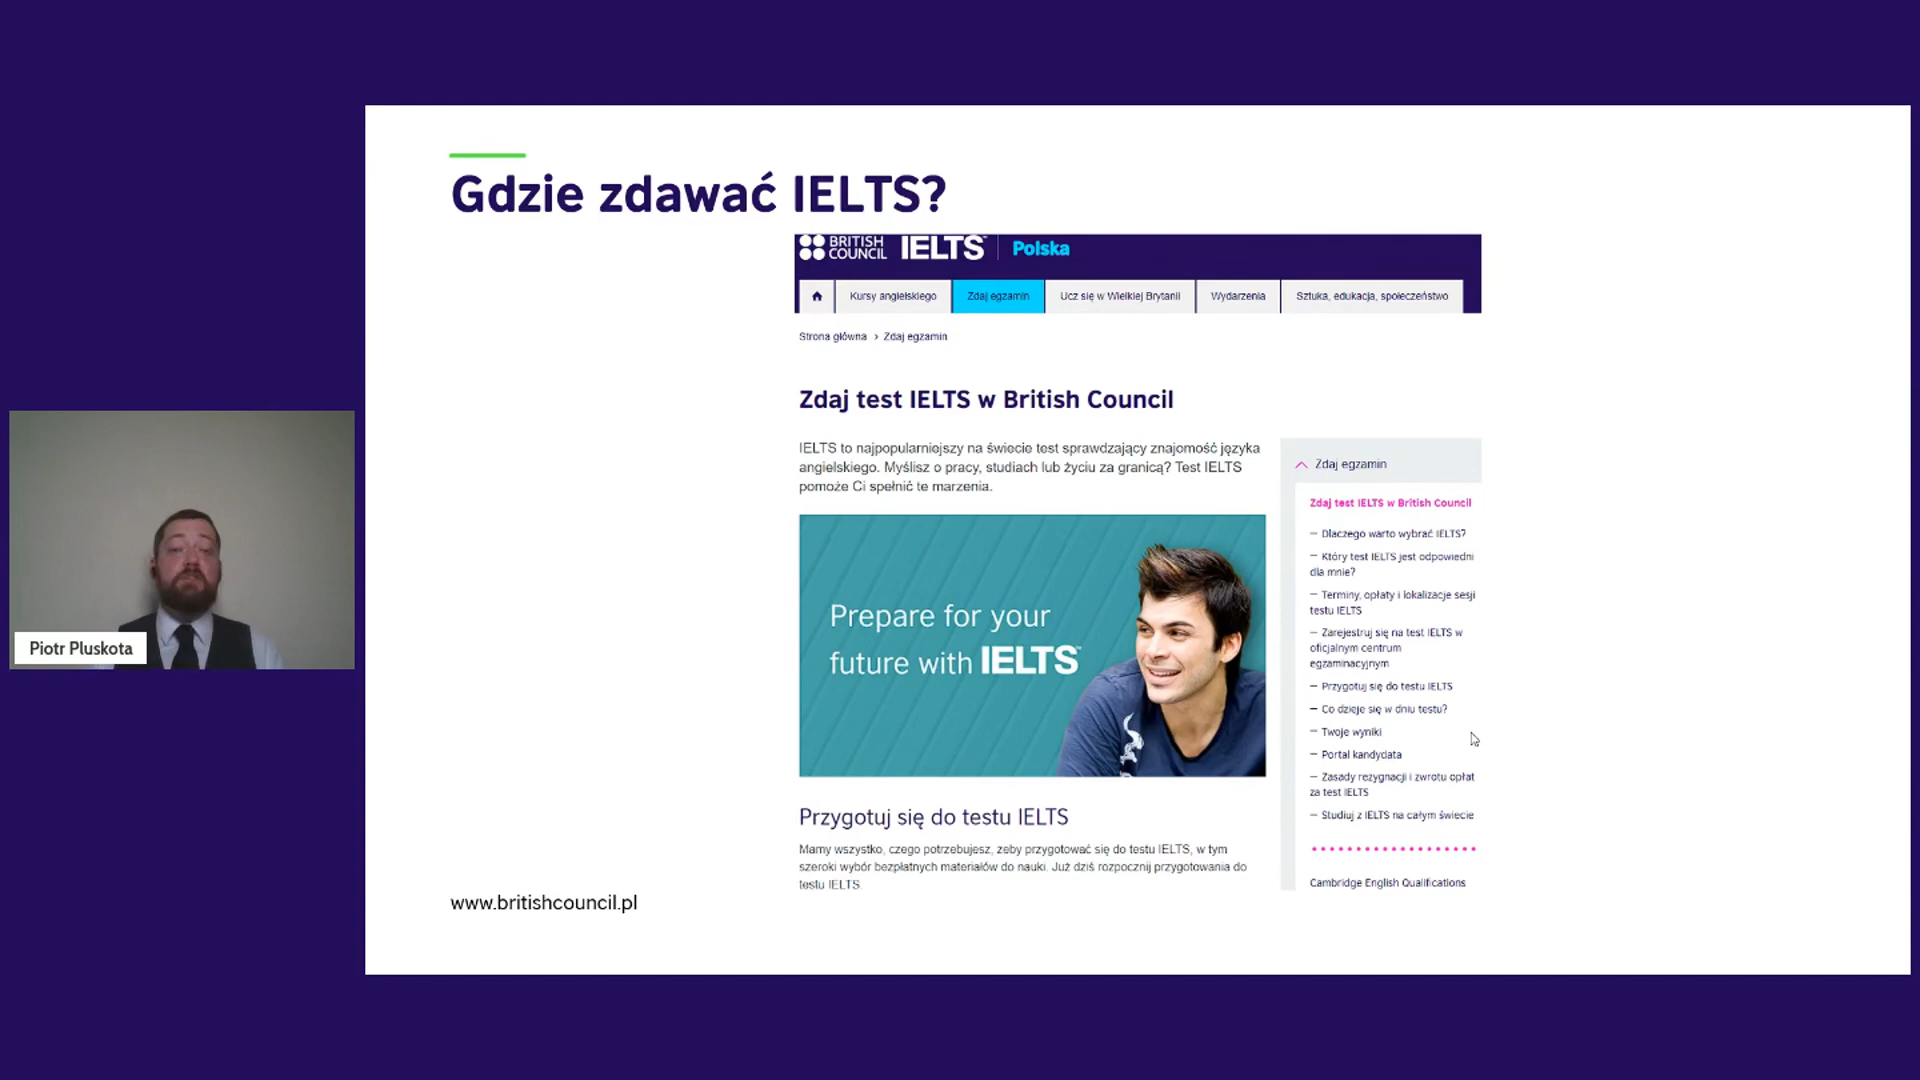 Gdzie zdawać IELTS?
BRITISH
COUNCIL
IELTS™
Polska
Kursy angielskiego
Zdaj egzamin
Ucz się w Wielkiej Brytanii
Wydarzenia
Sztuka, edukacja, społeczeństwo
Strona główna › Zdaj egzamin
Zdaj test IELTS w British Council
IELTS to najpopularniejszy na świecie test sprawdzający znajomość języka
angielskiego. Myślisz o pracy, studiach lub życiu za granicą? Test IELTS
pomoże Ci spełnić te marzenia.
Prepare for your
future with IELTS™
Przygotuj się do testu IELTS
Mamy wszystko, czego potrzebujesz, żeby przygotować się do testu IELTS, w tym
szeroki wybór bezpłatnych materiałów do nauki. Już dziś rozpocznij przygotowania do
testu IELTS.
Zdaj egzamin
Zdaj test IELTS w British Council
– Dlaczego warto wybrać IELTS?
– Który test IELTS jest odpowiedni
dla mnie?
– Terminy, opłaty i lokalizacje sesji
testu IELTS
– Zarejestruj się na test IELTS w
oficjalnym centrum
egzaminacyjnym
– Przygotuj się do testu IELTS
– Co dzieje się w dniu testu?
– Twoje wyniki
– Portal kandydata
– Zasady rezygnacji i zwrotu opłat
za test IELTS
– Studiuj z IELTS na całym świecie
Cambridge English Qualifications
www.britishcouncil.pl
Piotr Pluskota